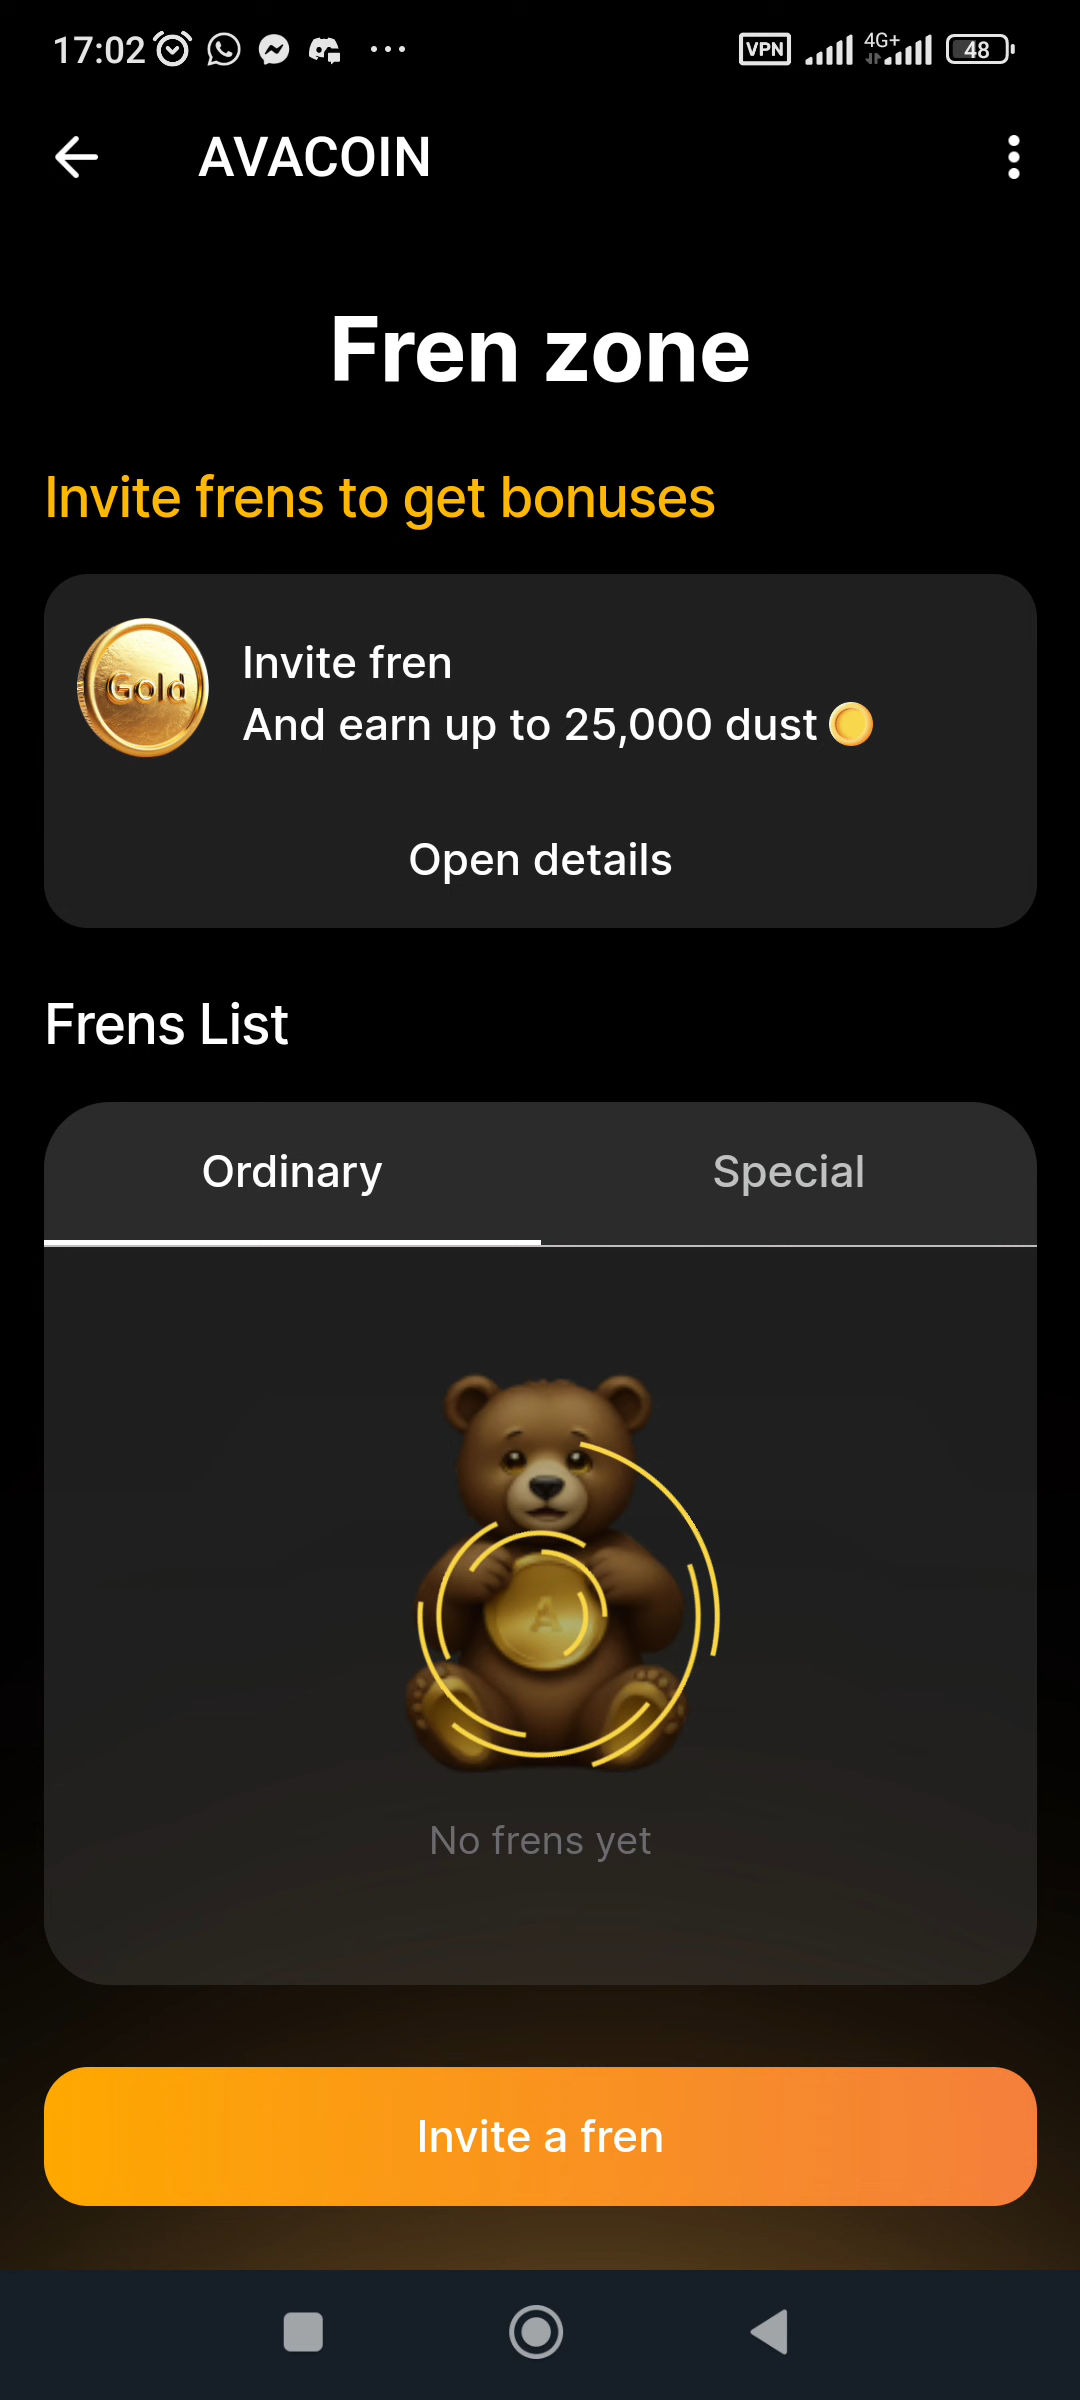 17:02
VPN
4G+
48
AVACOIN
Fren zone
Invite frens to get bonuses
Gold
Invite fren
And earn up to 25,000 dust
Open details
Frens List
Ordinary
Special
A
No frens yet
Invite a fren